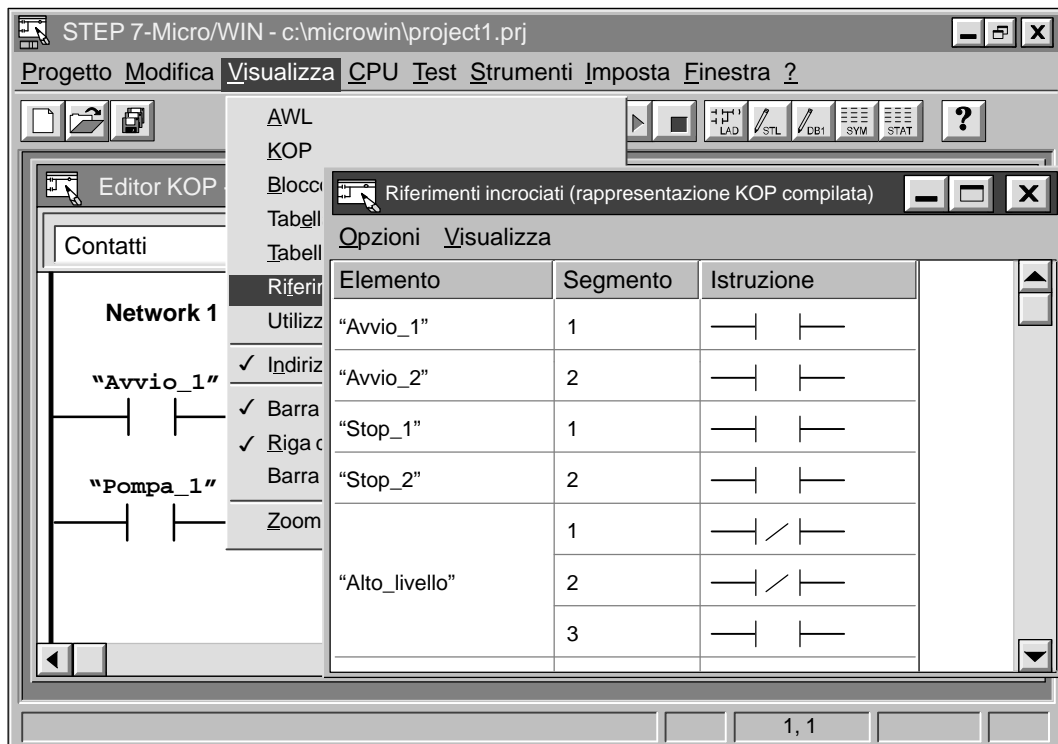 STEP 7-Micro/WIN - c:\microwin\project1.prj
Progetto Modifica Visualizza CPU Test Strumenti Imposta Finestra ?
LAD STL DB1 SYM STAT ?
AWL
KOP
Blocc
Tabell
Tabell
Riferim
Utilizz
✓ Indiriz
✓ Barra
✓ Riga
Barra
Zoom
Editor KOP -
Contatti
Network 1
“Avvio_1”
“Pompa_1”
Riferimenti incrociati (rappresentazione KOP compilata)
Opzioni Visualizza
Elemento Segmento Istruzione
“Avvio_1” 1
“Avvio_2” 2
“Stop_1” 1
“Stop_2” 2
1
“Alto_livello” 2
3
1, 1